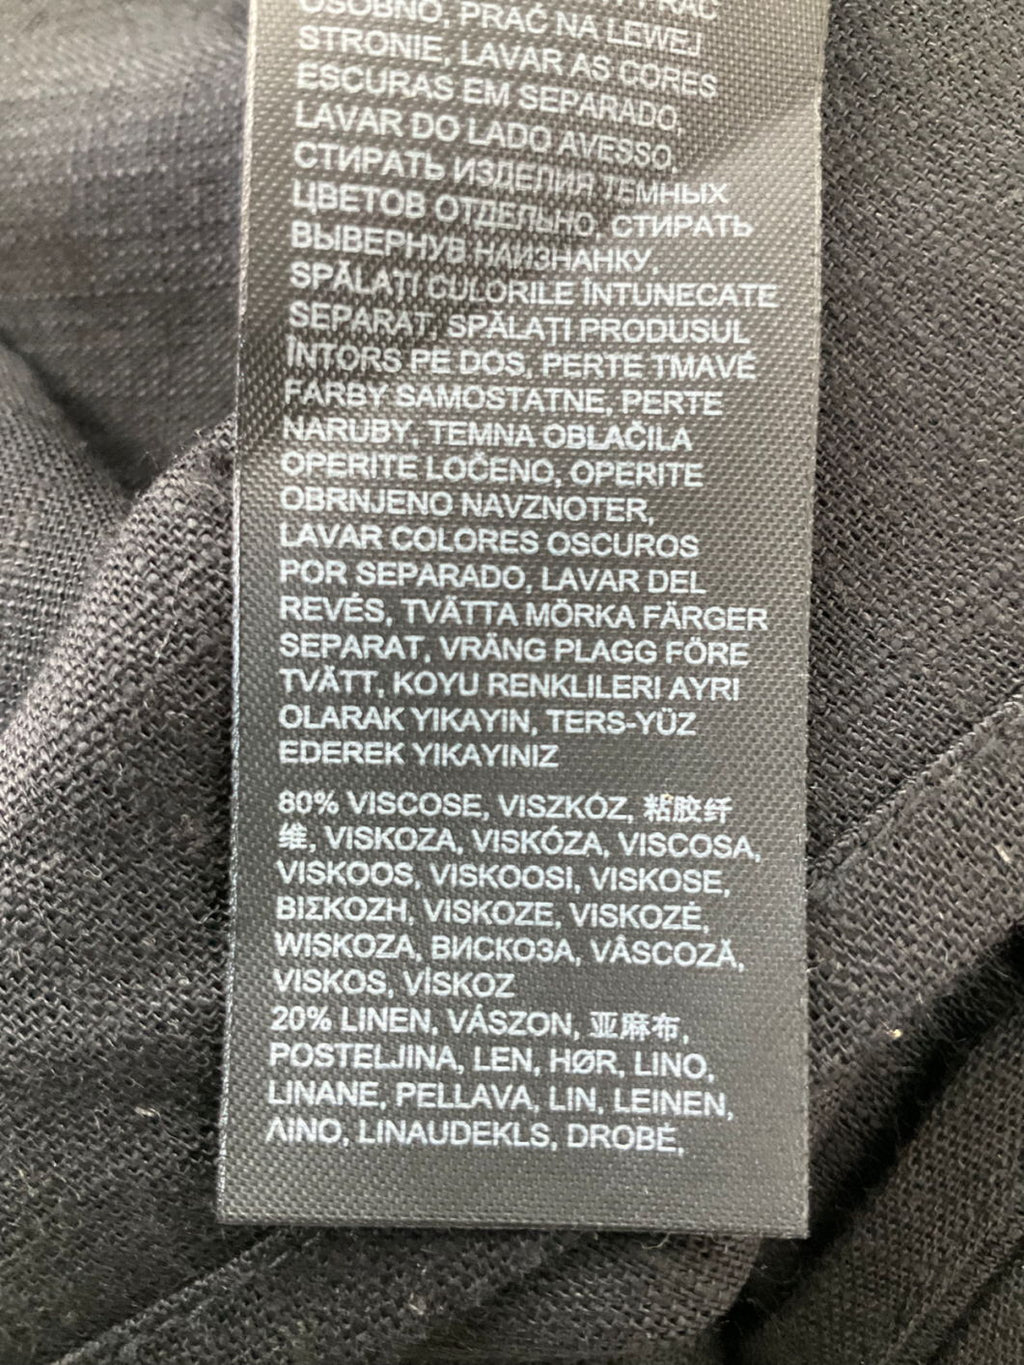 OSOBNO, PRAĆ NA LEWEJ
STRONIE, LAVAR AS CORES
ESCURAS EM SEPARADO,
LAVAR DO LADO AVESSO,
СТИРАТЬ ИЗДЕЛИЯ ТЕМНЫХ
ЦВЕТОВ ОТДЕЛЬНО, СТИРАТЬ
ВЫВЕРНУВ НАИЗНАНКУ,
SPĂLAȚI CULORILE ÎNTUNECATE
SEPARAT, SPĂLAȚI PRODUSUL
ÎNTORS PE DOS, PERTE TMAVÉ
FARBY SAMOSTATNE, PERTE
NARUBY, TEMNA OBLAČILA
OPERITE LOČENO, OPERITE
OBRNJENO NAVZNOTER,
LAVAR COLORES OSCUROS
POR SEPARADO, LAVAR DEL
REVÉS, TVÄTTA MÖRKA FÄRGER
SEPARAT, VRÄNG PLAGG FÖRE
TVÄTT, KOYU RENKLILERI AYRI
OLARAK YIKAYIN, TERS-YÜZ
EDEREK YIKAYINIZ
80% VISCOSE, VISZKÓZ, 粘胶纤
维, VISKOZA, VISKÓZA, VISCOSA,
VISKOOS, VISKOOSI, VISKOSE,
ΒΙΣΚΟΖΗ, VISKOZE, VISKOZĖ,
WISKOZA, ВИСКОЗА, VÂSCOZĂ,
VISKOS, VİSKOZ
20% LINEN, VÁSZON, 亚麻布,
POSTELJINA, LEN, HØR, LINO,
LINANE, PELLAVA, LIN, LEINEN,
ΛΙΝΟ, LINAUDEKLS, DROBĖ,